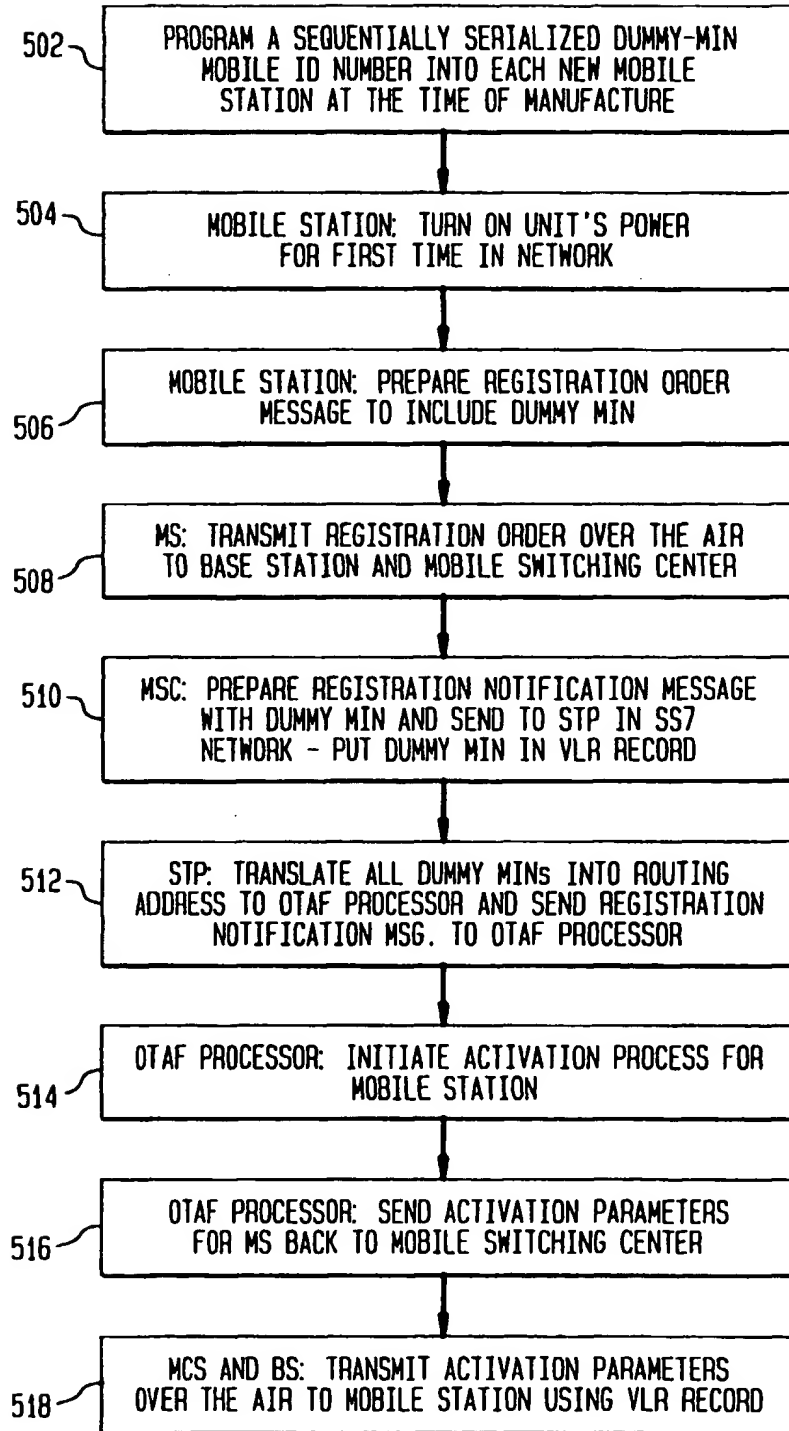 502
PROGRAM A SEQUENTIALLY SERIALIZED DUMMY-MIN
MOBILE ID NUMBER INTO EACH NEW MOBILE
STATION AT THE TIME OF MANUFACTURE
504
MOBILE STATION: TURN ON UNIT'S POWER
FOR FIRST TIME IN NETWORK
506
MOBILE STATION: PREPARE REGISTRATION ORDER
MESSAGE TO INCLUDE DUMMY MIN
508
MS: TRANSMIT REGISTRATION ORDER OVER THE AIR
TO BASE STATION AND MOBILE SWITCHING CENTER
510
MSC: PREPARE REGISTRATION NOTIFICATION MESSAGE
WITH DUMMY MIN AND SEND TO STP IN SS7
NETWORK - PUT DUMMY MIN IN VLR RECORD
512
STP: TRANSLATE ALL DUMMY MINs INTO ROUTING
ADDRESS TO OTAF PROCESSOR AND SEND REGISTRATION
NOTIFICATION MSG. TO OTAF PROCESSOR
514
OTAF PROCESSOR: INITIATE ACTIVATION PROCESS FOR
MOBILE STATION
516
OTAF PROCESSOR: SEND ACTIVATION PARAMETERS
FOR MS BACK TO MOBILE SWITCHING CENTER
518
MCS AND BS: TRANSMIT ACTIVATION PARAMETERS
OVER THE AIR TO MOBILE STATION USING VLR RECORD